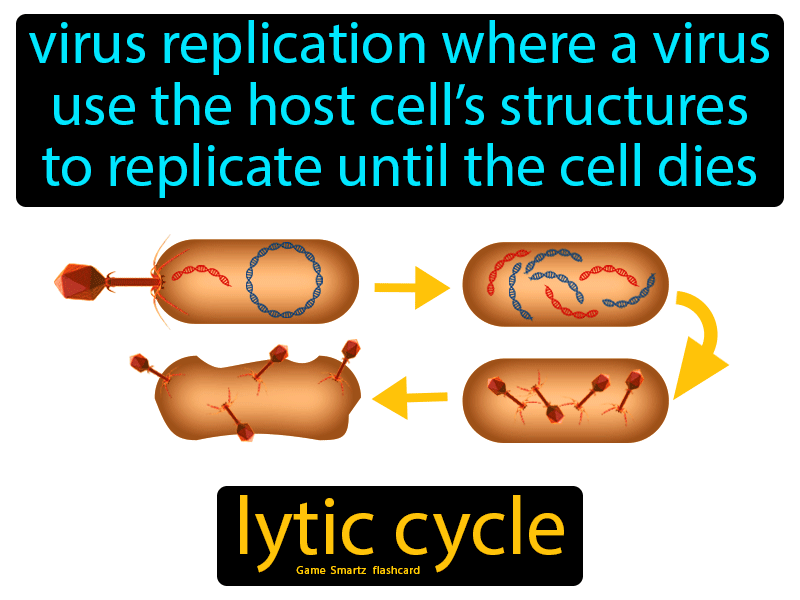 virus replication where a virus
use the host cell’s structures
to replicate until the cell dies
lytic cycle
Game Smartz flashcard